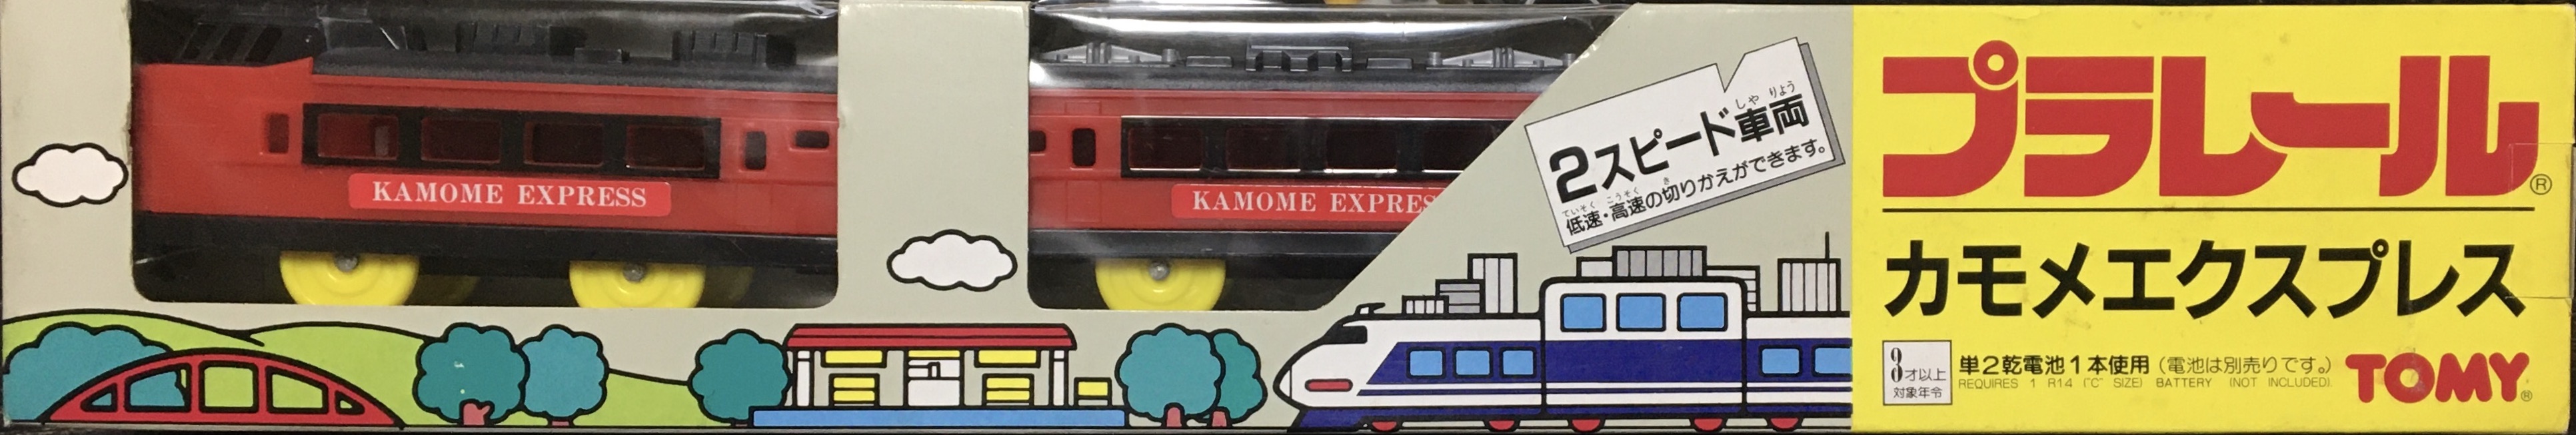 KAMOME EXPRESS
KAMOME EXPRES
しゃ りょう
2スピード車両
ていそく こうそく き
低速・高速の切りかえができます。
プラレール®
カモメエクスプレス
3才以上
対象年令
単2乾電池1本使用(電池は別売りです。)
REQUIRES 1 R14 ("C" SIZE) BATTERY (NOT INCLUDED).
TOMY®